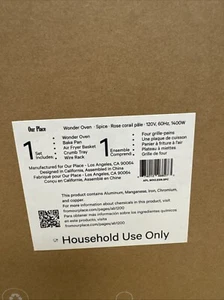 Our Place
Wonder Oven · Spice · Rose corail pâle · 120V, 60Hz, 1400W
1 Set Includes:
Wonder Oven
Bake Pan
Air Fryer Basket
Crumb Tray
Wire Rack
1 Ensemble Comprend
Four grille-pains
Une plaque de cuisson
Panier à friture à l'air
Plateau à miettes
Grille de four
Manufactured for Our Place - Los Angeles, CA 90064
Designed in California, Assembled in China
Fabriqué pour Our Place - Los Angeles, CA 90064
Conçu en Californie, Assemblé en Chine
This product contains Aluminum, Manganese, Iron, Chromium,
and copper
For more information about chemicals in this product, visit
fromourplace.com/pages/ab1200
Para obtener más información sobre los ingredientes químicos
en este producto, visite
fromourplace.com/pages/ab1200
Household Use Only